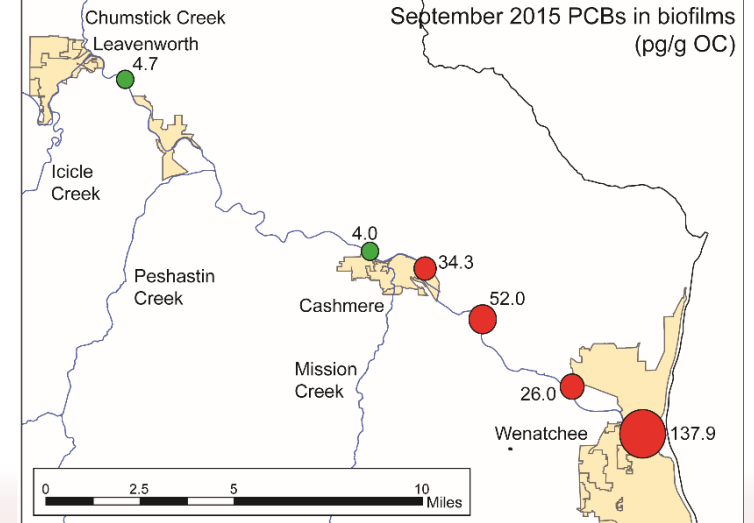 September 2015 PCBs in biofilms
(pg/g OC)
Chumstick Creek
Leavenworth
4.7
Icicle
Creek
Peshastin
Creek
4.0
34.3
Cashmere
52.0
Mission
Creek
26.0
Wenatchee
137.9
0 2.5 5 10
Miles